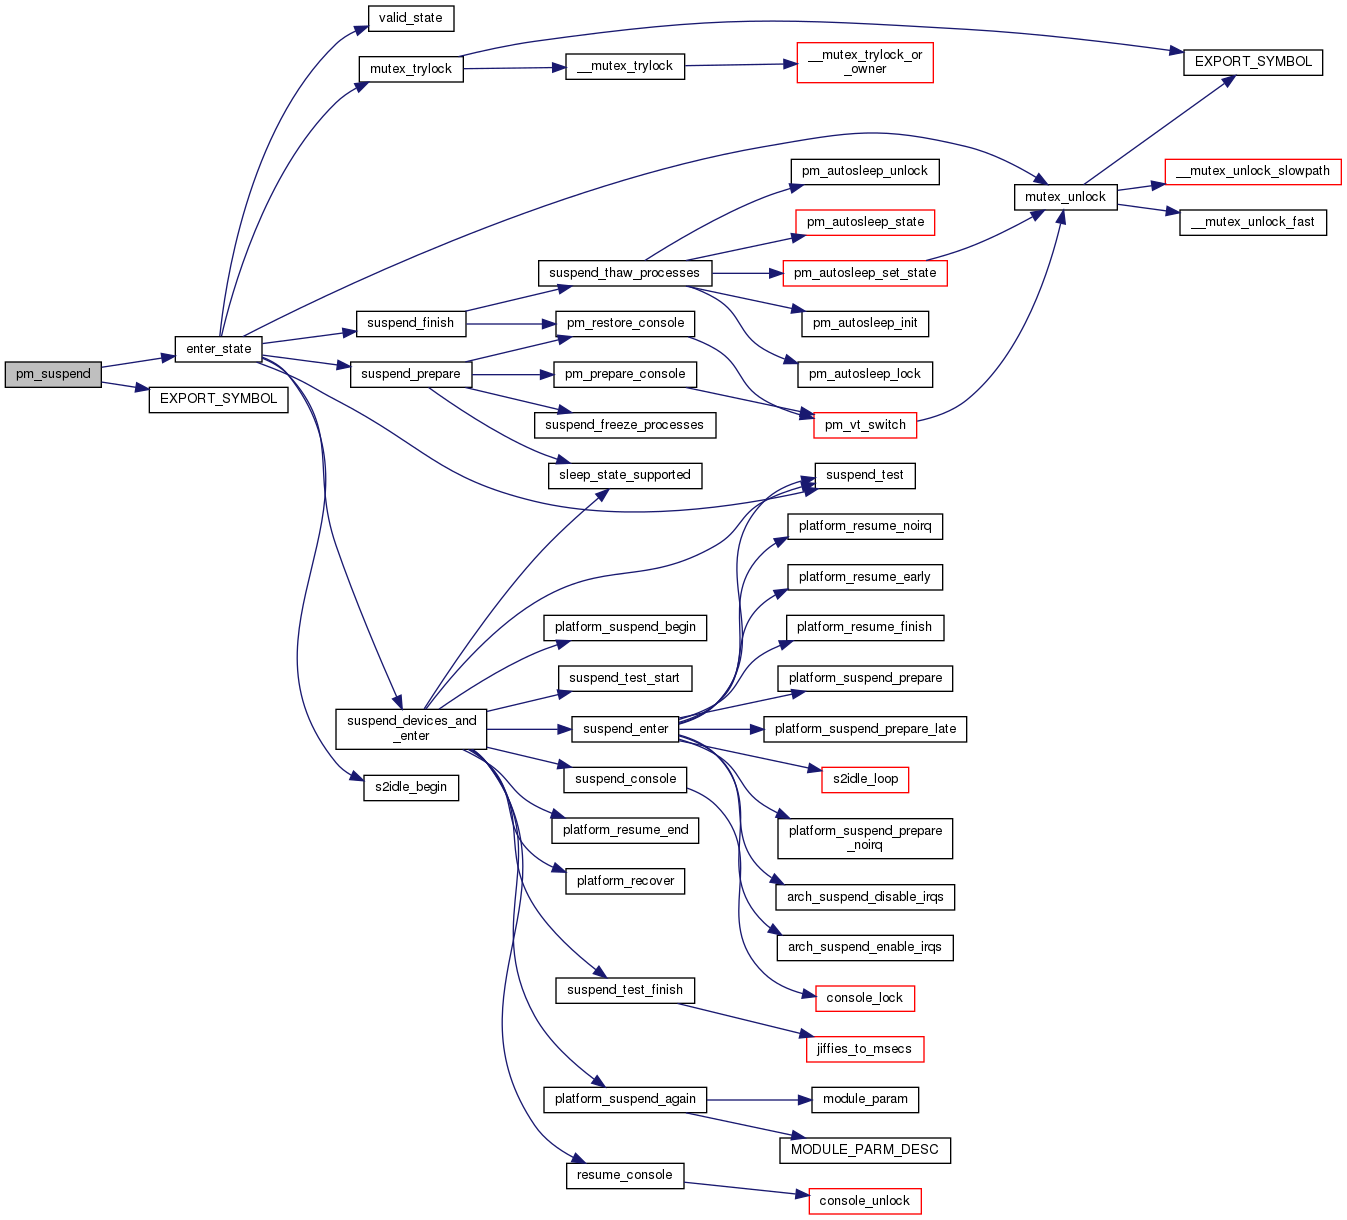 valid_state
mutex_trylock
__mutex_trylock
__mutex_trylock_or
_owner
EXPORT_SYMBOL
pm_autosleep_unlock
__mutex_unlock_slowpath
mutex_unlock
pm_autosleep_state
__mutex_unlock_fast
suspend_thaw_processes
pm_autosleep_set_state
suspend_finish
pm_restore_console
pm_autosleep_init
enter_state
pm_suspend
suspend_prepare
pm_prepare_console
pm_autosleep_lock
EXPORT_SYMBOL
suspend_freeze_processes
pm_vt_switch
sleep_state_supported
suspend_test
platform_resume_noirq
platform_resume_early
platform_suspend_begin
platform_resume_finish
suspend_test_start
platform_suspend_prepare
suspend_devices_and
_enter
suspend_enter
platform_suspend_prepare_late
suspend_console
s2idle_loop
s2idle_begin
platform_resume_end
platform_suspend_prepare
_noirq
platform_recover
arch_suspend_disable_irqs
arch_suspend_enable_irqs
suspend_test_finish
console_lock
jiffies_to_msecs
platform_suspend_again
module_param
MODULE_PARM_DESC
resume_console
console_unlock